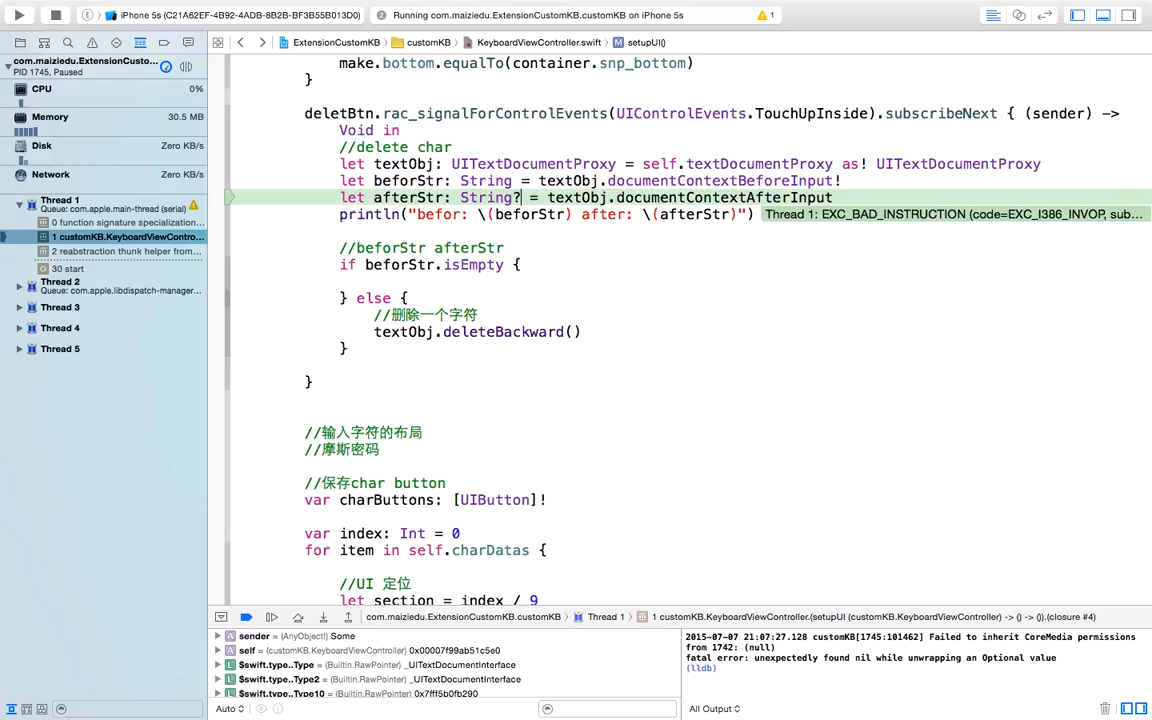 iPhone 5s (C21A62EF-4B92-4ADB-8B2B-BF3B55B013D0)
Running com.maiziedu.ExtensionCustomKB.customKB on iPhone 5s
1
ExtensionCustomKB
customKB
KeyboardViewController.swift
M setupUI()
com.maiziedu.ExtensionCusto...
PID 1745, Paused
CPU 0%
Memory 30.5 MB
Disk Zero KB/s
Network Zero KB/s
Thread 1
Queue: com.apple.main-thread (serial)
0 function signature specialization...
1 customKB.KeyboardViewContro...
2 reabstraction thunk helper from...
30 start
Thread 2
Queue: com.apple.libdispatch-manager...
Thread 3
Thread 4
Thread 5
make.bottom.equalTo(container.snp_bottom)
}
deletBtn.rac_signalForControlEvents(UIControlEvents.TouchUpInside).subscribeNext { (sender) ->
Void in
//delete char
let textObj: UITextDocumentProxy = self.textDocumentProxy as! UITextDocumentProxy
let beforStr: String = textObj.documentContextBeforeInput!
let afterStr: String? = textObj.documentContextAfterInput
println("befor: \(beforStr) after: \(afterStr)")
Thread 1: EXC_BAD_INSTRUCTION (code=EXC_I386_INVOP, sub...
//beforStr afterStr
if beforStr.isEmpty {
} else {
//删除一个字符
textObj.deleteBackward()
}
}
//输入字符的布局
//摩斯密码
//保存char button
var charButtons: [UIButton]!
var index: Int = 0
for item in self.charDatas {
//UI 定位
let section = index / 9
com.maiziedu.ExtensionCustomKB.customKB
Thread 1
1 customKB.KeyboardViewController.(setupUI (customKB.KeyboardViewController) -> () -> ()).(closure #4)
A sender = (AnyObject!) Some
A self = (customKB.KeyboardViewController) 0x00007f99ab51c5e0
L $swift.type..Type = (Builtin.RawPointer) _UITextDocumentInterface
L $swift.type..Type2 = (Builtin.RawPointer) _UITextDocumentInterface
L $swift.type..Type10 = (Builtin.RawPointer) 0x7fff5b0fb290
2015-07-07 21:07:27.128 customKB[1745:101462] Failed to inherit CoreMedia permissions
from 1742: (null)
fatal error: unexpectedly found nil while unwrapping an Optional value
(lldb)
Auto
All Output